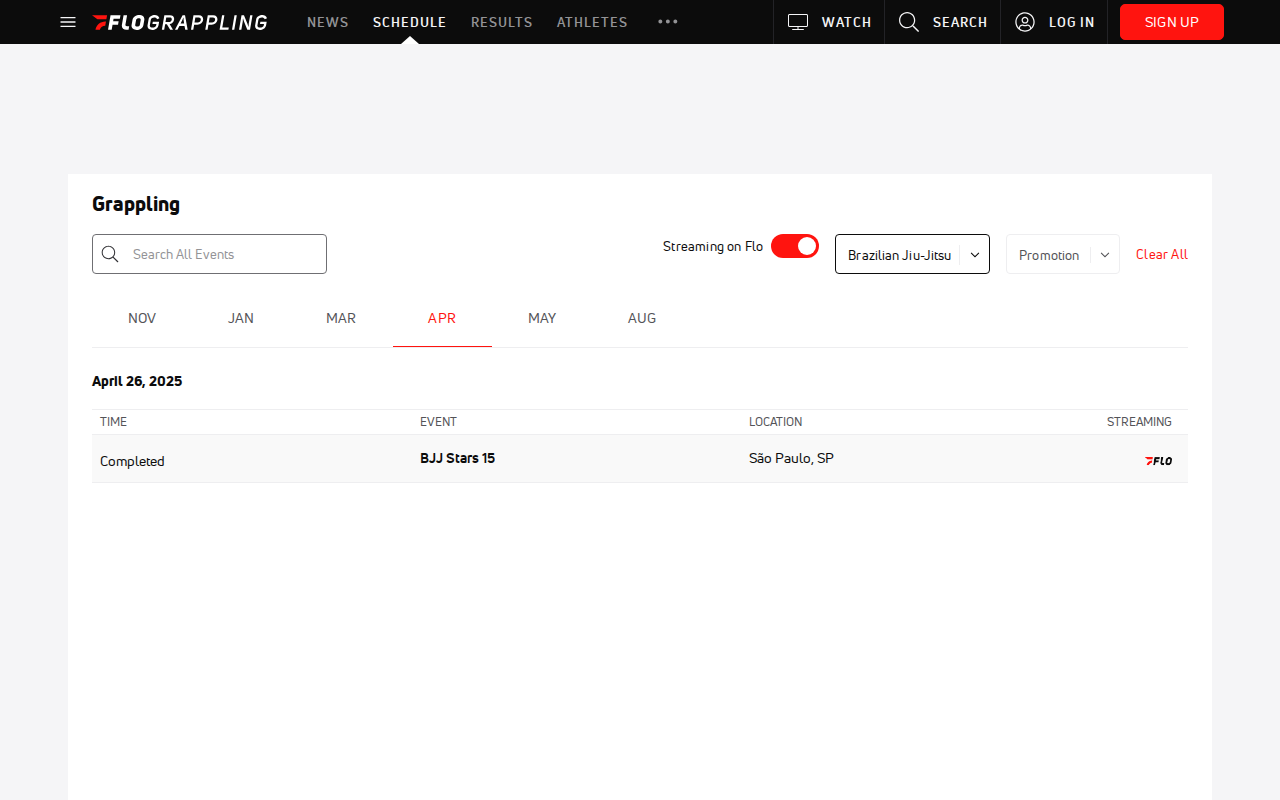 FLOGRAPPLING NEWS SCHEDULE RESULTS ATHLETES WATCH SEARCH LOG IN SIGN UP
Grappling
Search All Events Streaming on Flo Brazilian Jiu-Jitsu Promotion Clear All
NOV JAN MAR APR MAY AUG
April 26, 2025
TIME EVENT LOCATION STREAMING
Completed BJJ Stars 15 São Paulo, SP FLO